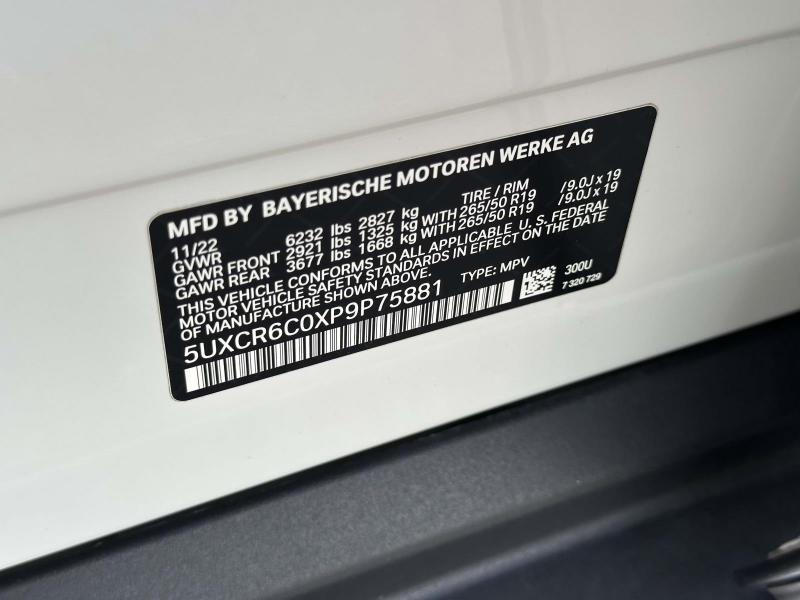 MFD BY BAYERISCHE MOTOREN WERKE AG
11/22 TIRE / RIM
GVWR 6232 lbs 2827 kg
GAWR FRONT 2921 lbs 1325 kg WITH 265/50 R19 /9.0J x 19
GAWR REAR 3677 lbs 1668 kg WITH 265/50 R19 /9.0J x 19
THIS VEHICLE CONFORMS TO ALL APPLICABLE U. S. FEDERAL
MOTOR VEHICLE SAFETY STANDARDS IN EFFECT ON THE DATE
OF MANUFACTURE SHOWN ABOVE.
5UXCR6C0XP9P75881 TYPE: MPV
300U
7 320 729